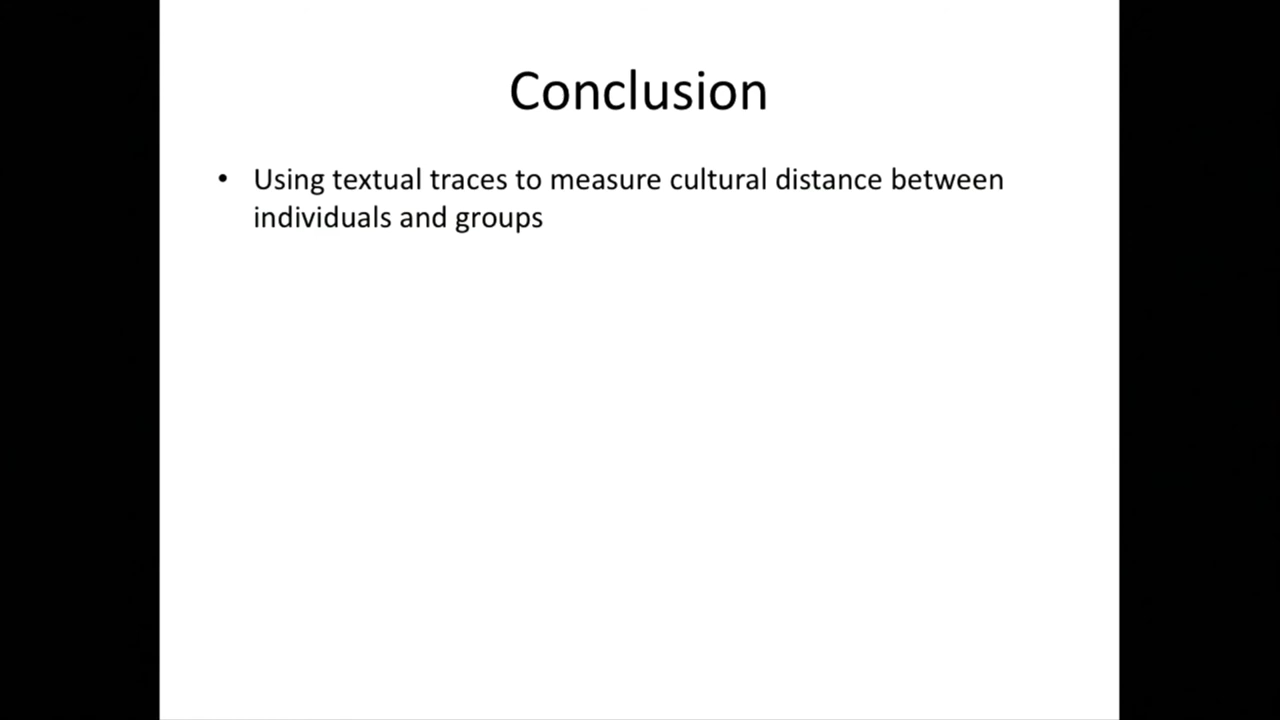 Conclusion
• Using textual traces to measure cultural distance between
individuals and groups